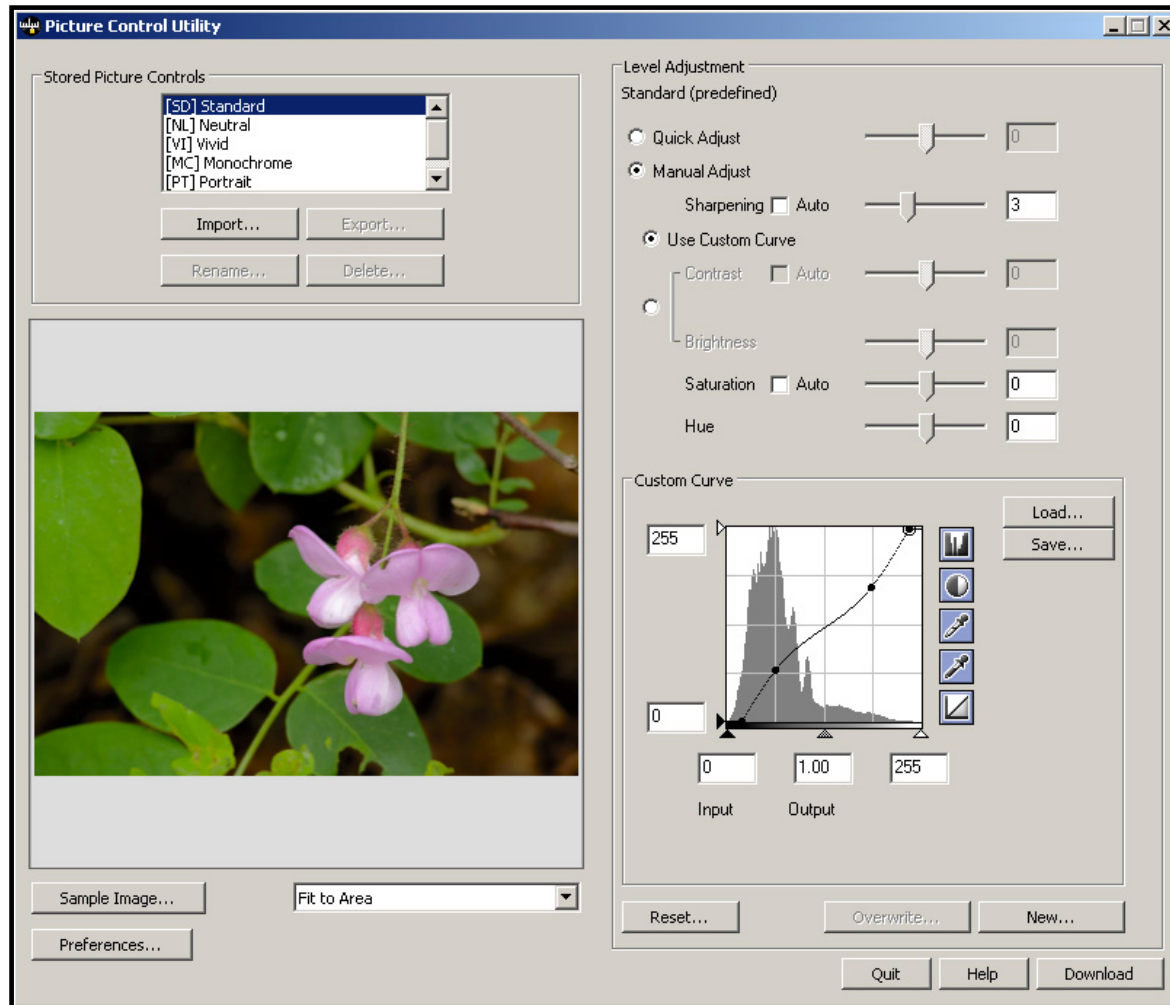 Picture Control Utility
Stored Picture Controls
[SD] Standard
[NL] Neutral
[VI] Vivid
[MC] Monochrome
[PT] Portrait
Import...
Export...
Rename...
Delete...
Sample Image...
Fit to Area
Preferences...
Level Adjustment
Standard (predefined)
Quick Adjust 0
Manual Adjust
Sharpening Auto 3
Use Custom Curve
Contrast Auto 0
Brightness 0
Saturation Auto 0
Hue 0
Custom Curve
255
0
0 1.00 255
Input Output
Load...
Save...
Reset...
Overwrite...
New...
Quit
Help
Download